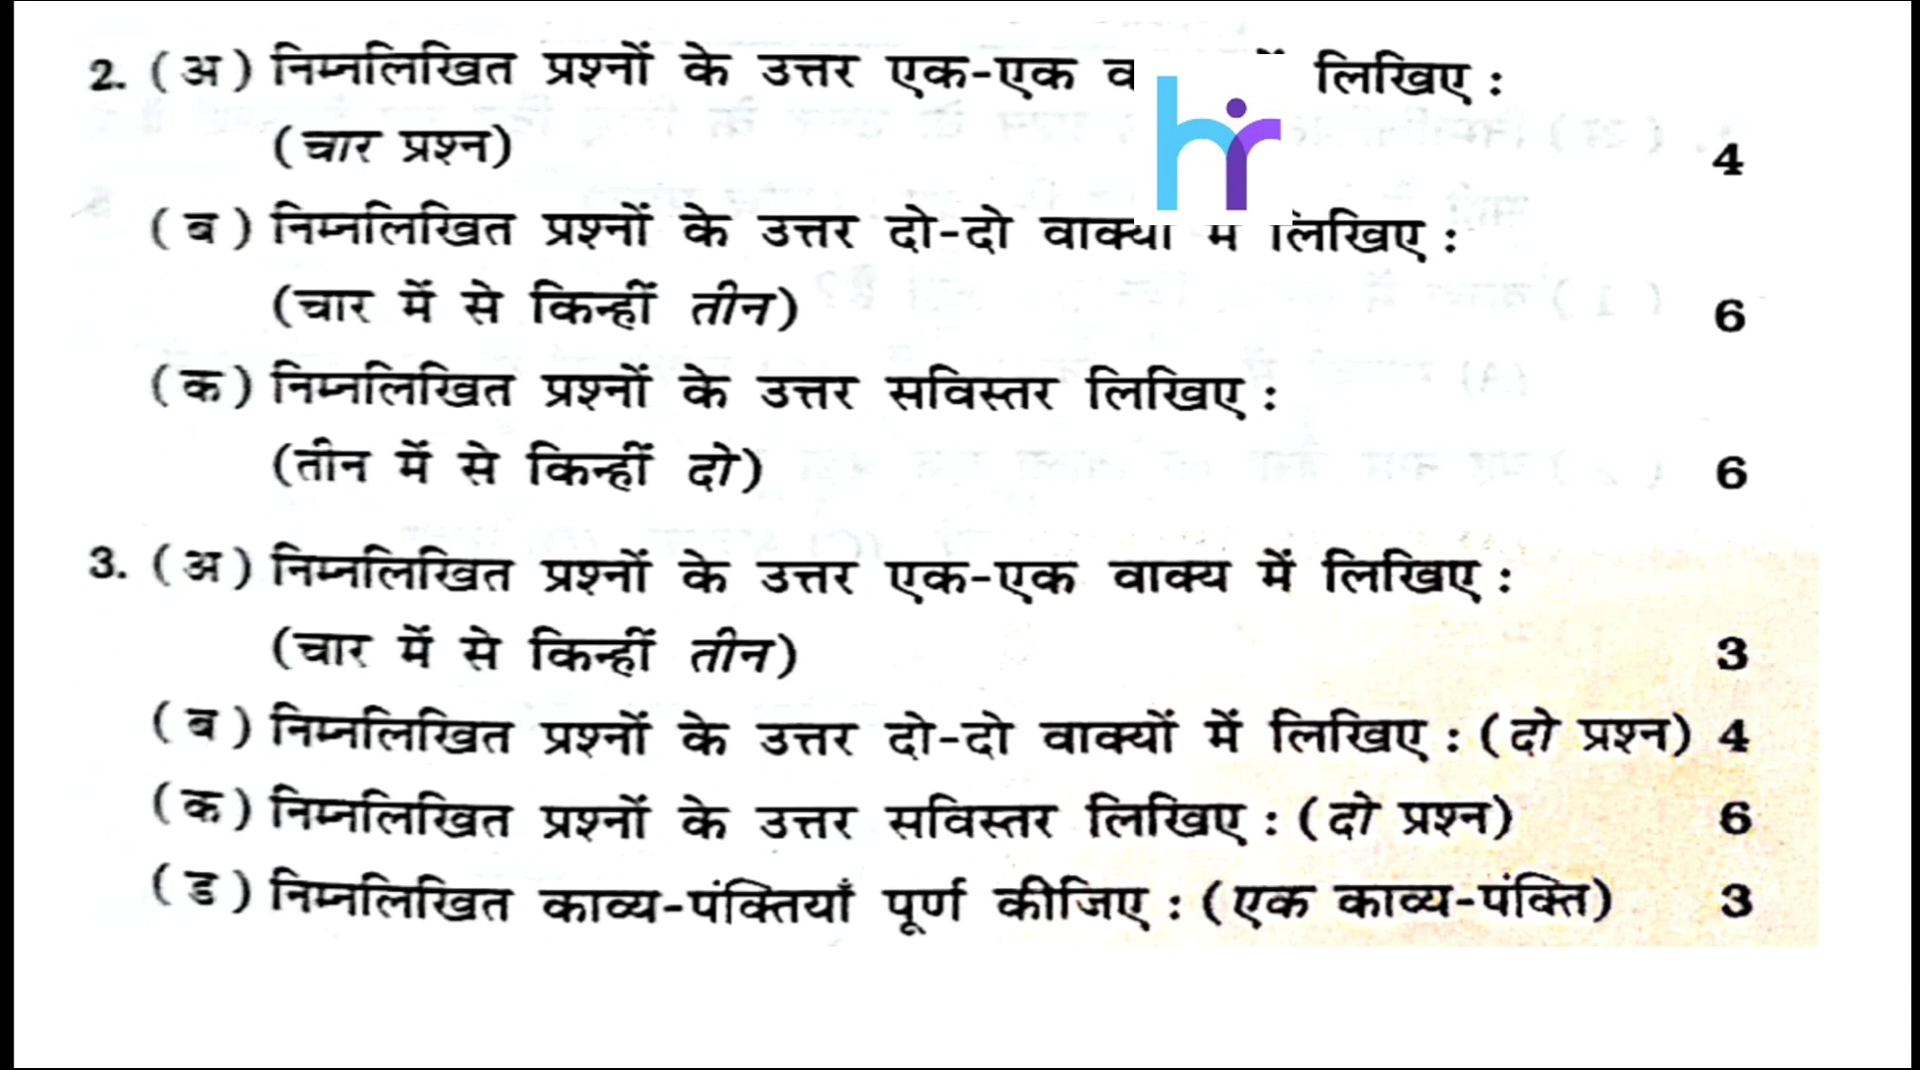 2. (अ) निम्नलिखित प्रश्नों के उत्तर एक-एक लिखिए :
(चार प्रश्न) 4
(ब) निम्नलिखित प्रश्नों के उत्तर दो-दो वाक्यों में लिखिए :
(चार में से किन्हीं तीन) 6
(क) निम्नलिखित प्रश्नों के उत्तर सविस्तर लिखिए :
(तीन में से किन्हीं दो) 6
3. (अ) निम्नलिखित प्रश्नों के उत्तर एक-एक वाक्य में लिखिए :
(चार में से किन्हीं तीन) 3
(ब) निम्नलिखित प्रश्नों के उत्तर दो-दो वाक्यों में लिखिए : (दो प्रश्न) 4
(क) निम्नलिखित प्रश्नों के उत्तर सविस्तर लिखिए : (दो प्रश्न) 6
(ड) निम्नलिखित काव्य-पंक्तियाँ पूर्ण कीजिए : (एक काव्य-पंक्ति) 3